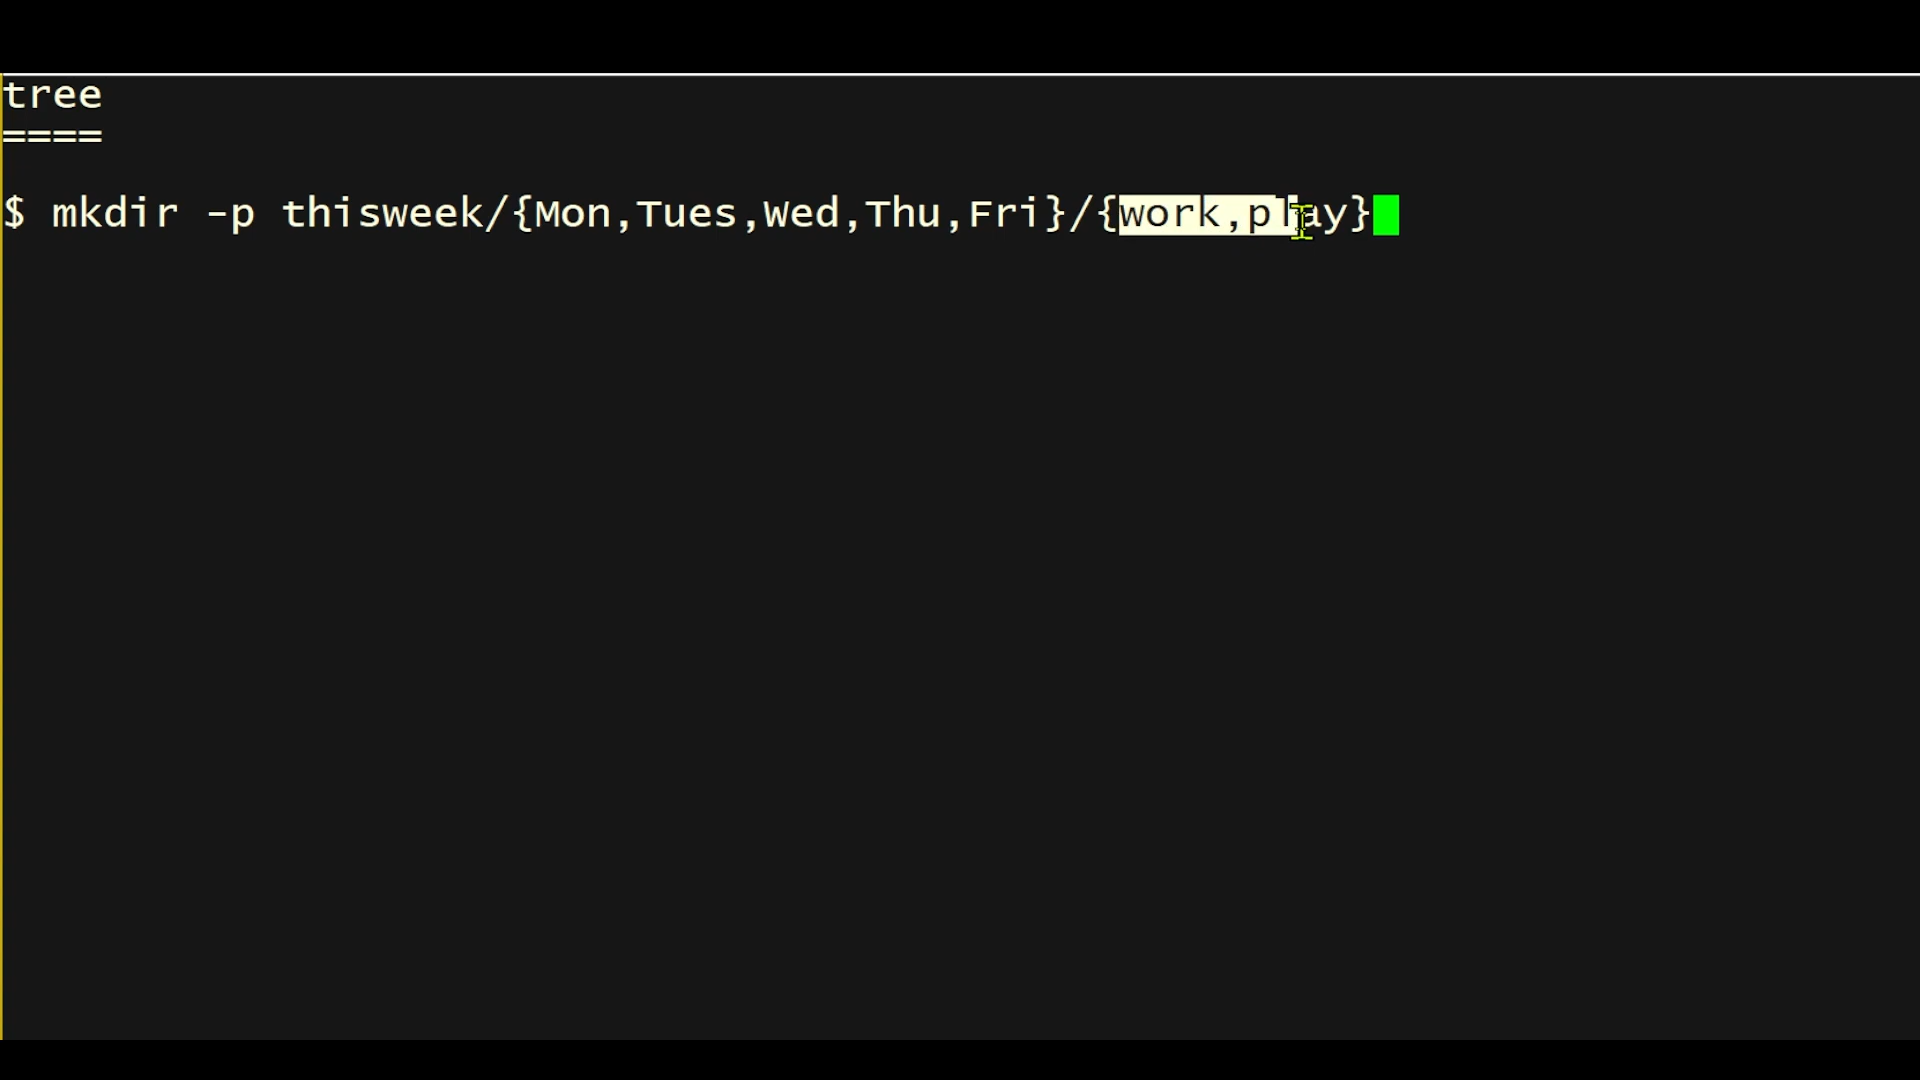 tree
====
$ mkdir -p thisweek/{Mon,Tues,Wed,Thu,Fri}/{work,play}